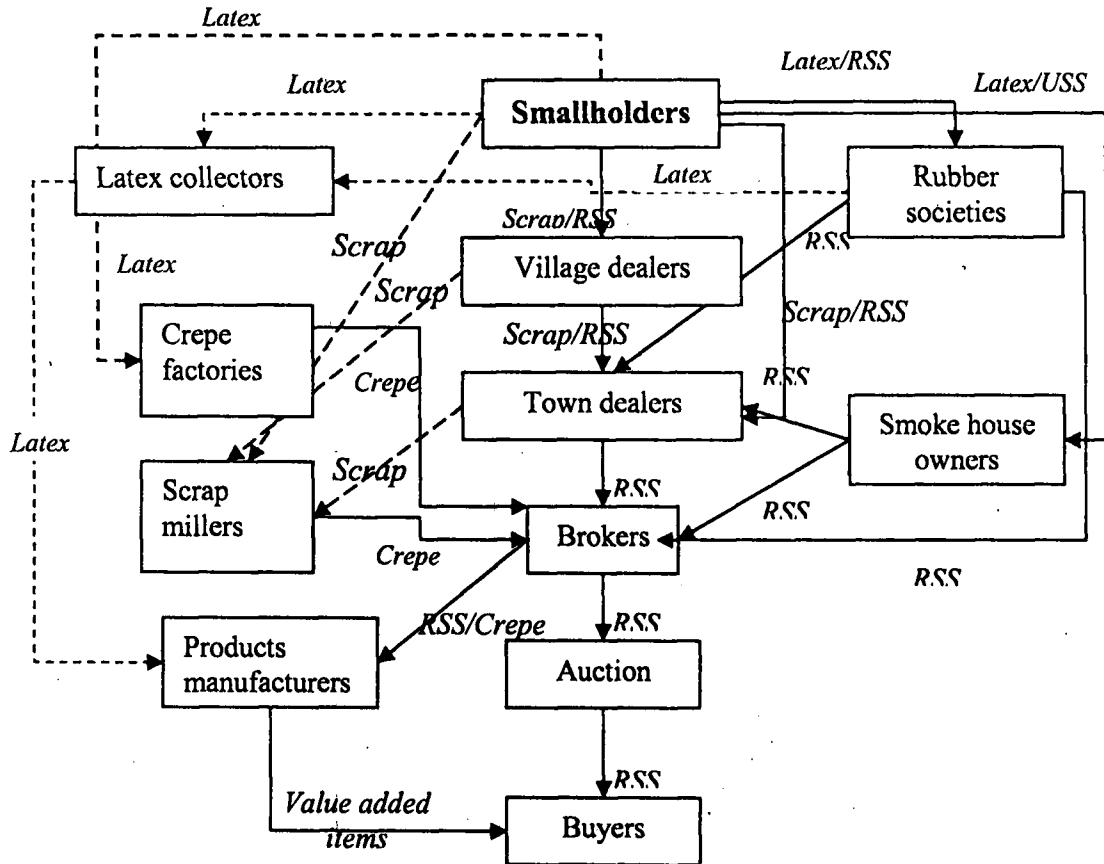 Latex
Latex/RSS
Latex
Latex/USS
Smallholders
Latex collectors
Latex
Rubber
societies
Scrap/RSS
Scrap
RSS
Latex
Village dealers
Scrap
Crepe
factories
Scrap/RSS
Scrap/RSS
Crepe
RSS
Town dealers
Smoke house
owners
Latex
Scrap
Scrap
millers
RSS
RSS
Brokers
Crepe
RSS
RSS/Crepe
RSS
Products
manufacturers
Auction
RSS
Value added
items
Buyers